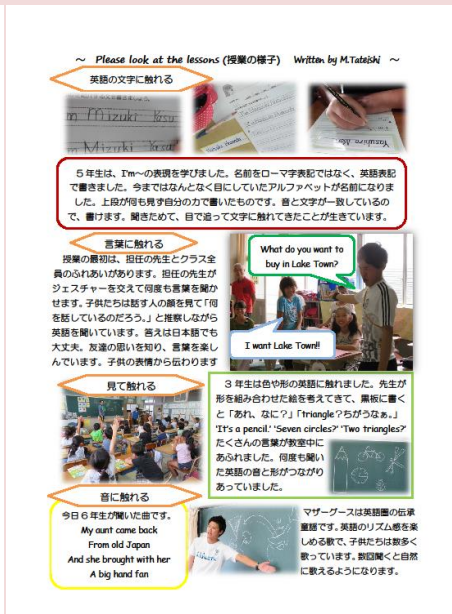 ～ Please look at the lessons (授業の様子) Written by M.Tateishi ～
英語の文字に触れる
m Mizuki Yasu
m Mizuki Yasu
Yasuhiro Abe
５年生は、I'm～の表現を学びました。名前をローマ字表記ではなく、英語表記
で書きました。今まではなんとなく目にしていたアルファベットが名前になりま
した。上段が何も見ず自分の力で書いたものです。音と文字が一致しているの
で、書けます。聞きためて、目で追って文字に触れてきたことが生きています。
言葉に触れる
授業の最初は、担任の先生とクラス全
員のふれあいがあります。担任の先生が
ジェスチャーを交えて何度も言葉を聞か
せます。子供たちは話す人の顔を見て「何
を話しているのだろう。」と推察しながら
英語を聞いています。答えは日本語でも
大丈夫。友達の思いを知り、言葉を楽し
んでいます。子供の表情から伝わります
What do you want to
buy in Lake Town?
I want Lake Town!!
見て触れる
３年生は色や形の英語に触れました。先生が
形を組み合わせた絵を考えてきて、黒板に書く
と「あれ、なに？」「triangle？ちがうなぁ。」
'It's a pencil.' 'Seven circles?' 'Two triangles?'
たくさんの言葉が教室中に
あふれました。何度も聞い
た英語の音と形がつながり
あっていました。
音に触れる
今日６年生が聞いた曲です。
My aunt came back
From old Japan
And she brought with her
A big hand fan
マザーグースは英語圏の伝承
童謡です。英語のリズム感を楽
しめる歌で、子供たちは数多く
歌っています。数回聞くと自然
に歌えるようになります。